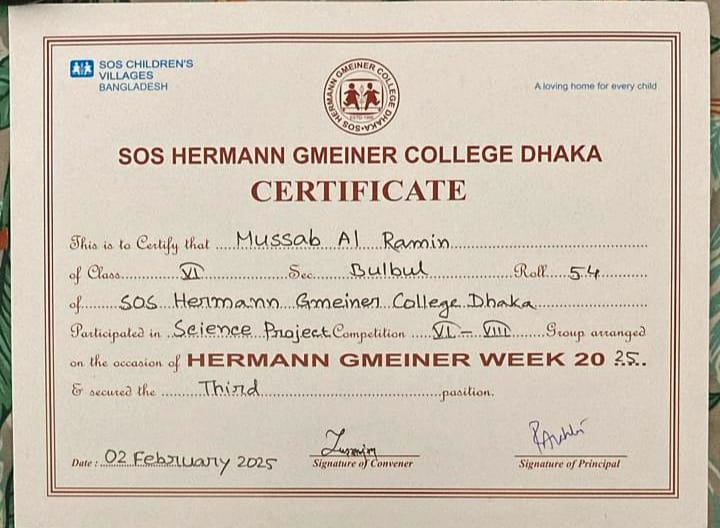 SOS CHILDREN'S
VILLAGES
BANGLADESH
SOS HERMANN GMEINER COLLEGE DHAKA
ESTD-1986
A loving home for every child
SOS HERMANN GMEINER COLLEGE DHAKA
CERTIFICATE
This is to Certify that Mussab Al Ramin
of Class VI Sec Bulbul Roll 54
of SOS Hermann Gmeiner College Dhaka
Participated in Science Project Competition VI - VIII Group arranged
on the occasion of HERMANN GMEINER WEEK 20 25.
& secured the Third position.
Date : 02 February 2025
Signature of Convener
Signature of Principal